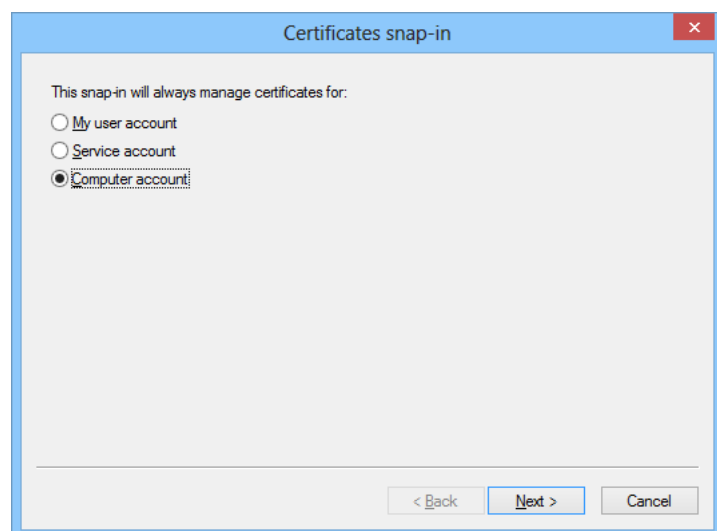 Certificates snap-in
This snap-in will always manage certificates for:
My user account
Service account
Computer account
< Back Next > Cancel